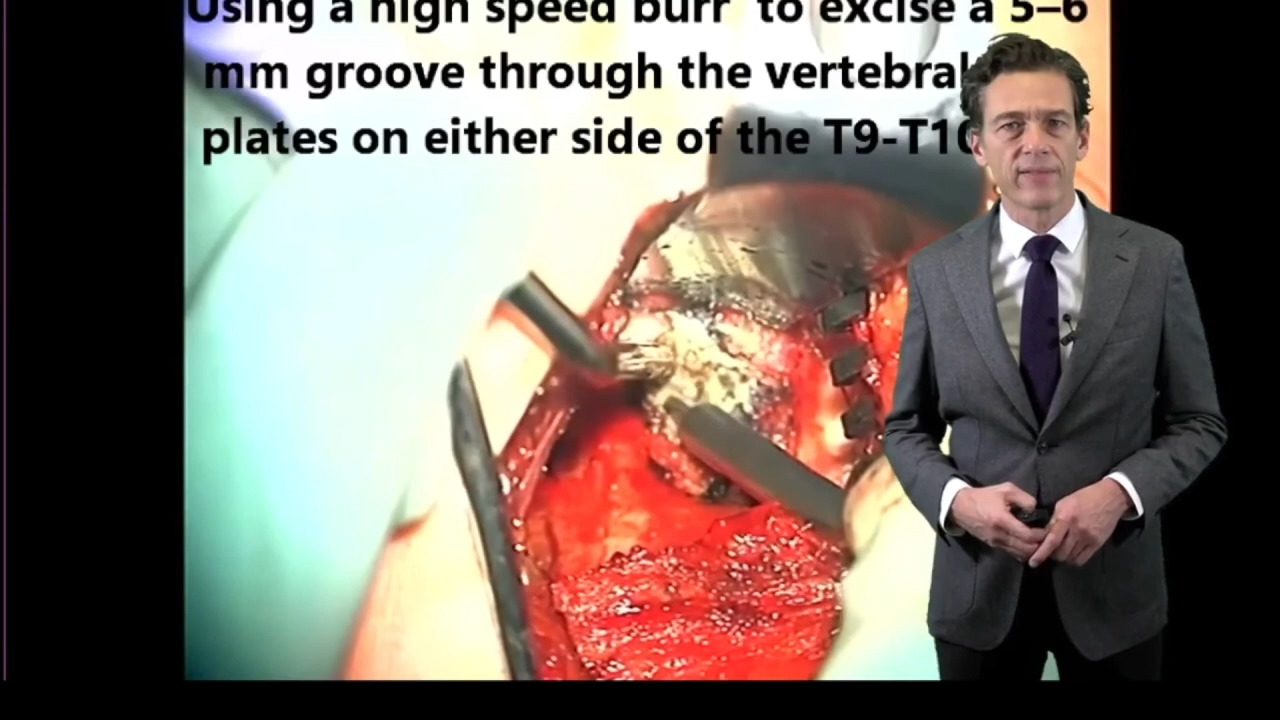 Using a high speed burr to excise a 5–6
mm groove through the vertebral
plates on either side of the T9-T10